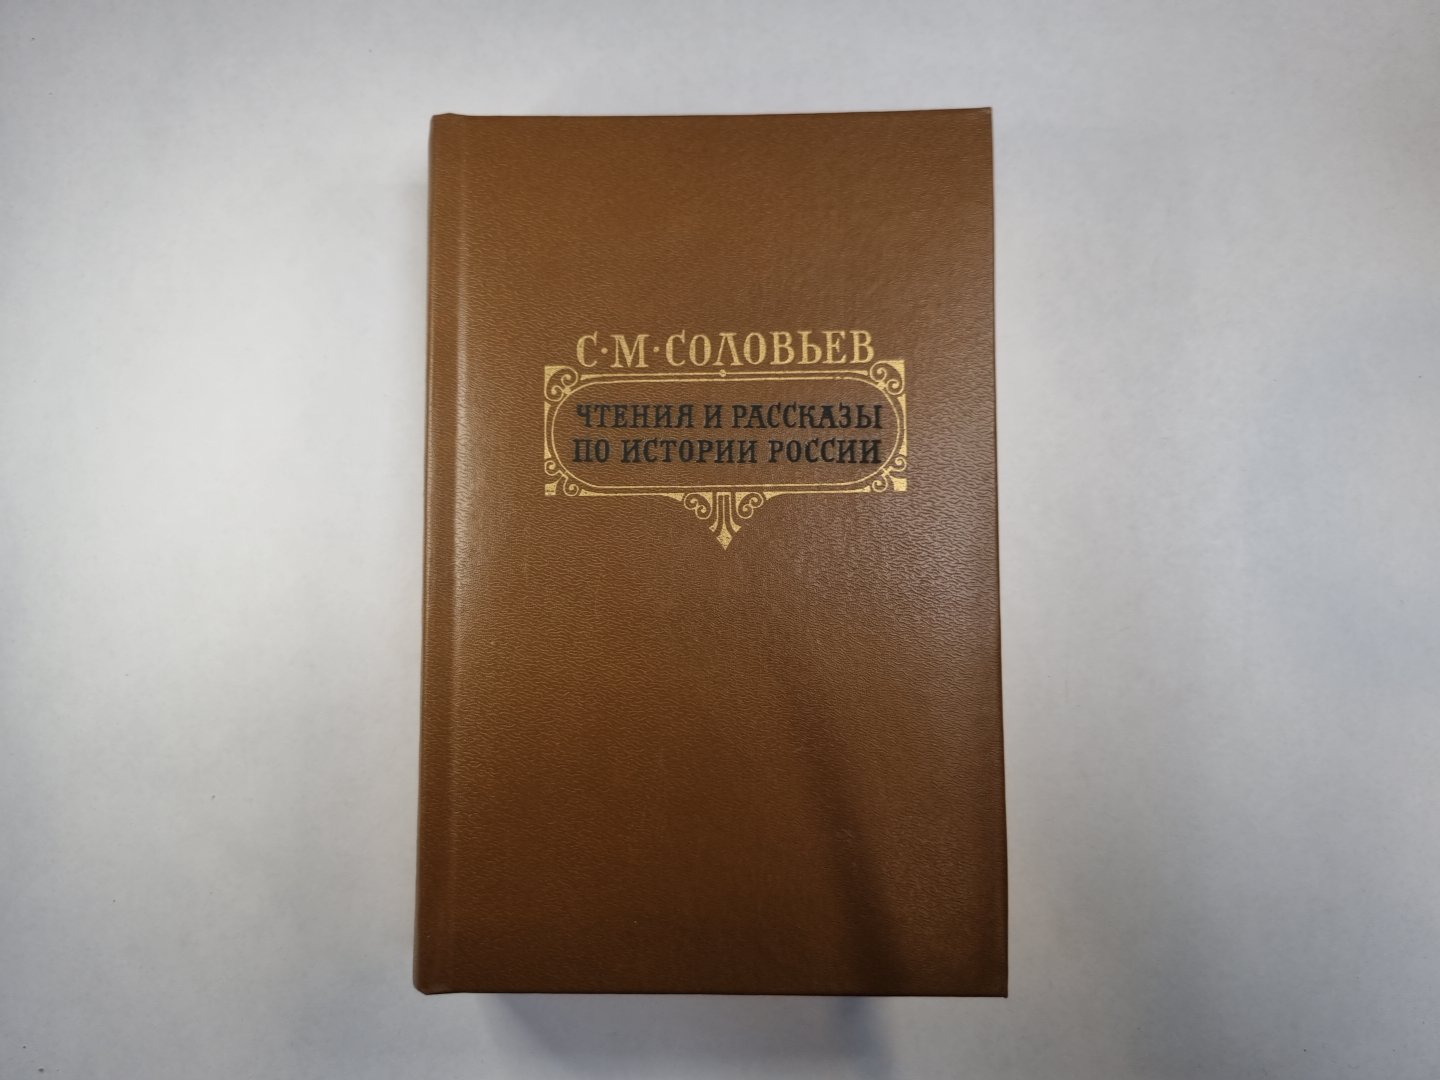 С·М·СОЛОВЬЕВ
ЧТЕНИЯ И РАССКАЗЫ
ПО ИСТОРИИ РОССИИ